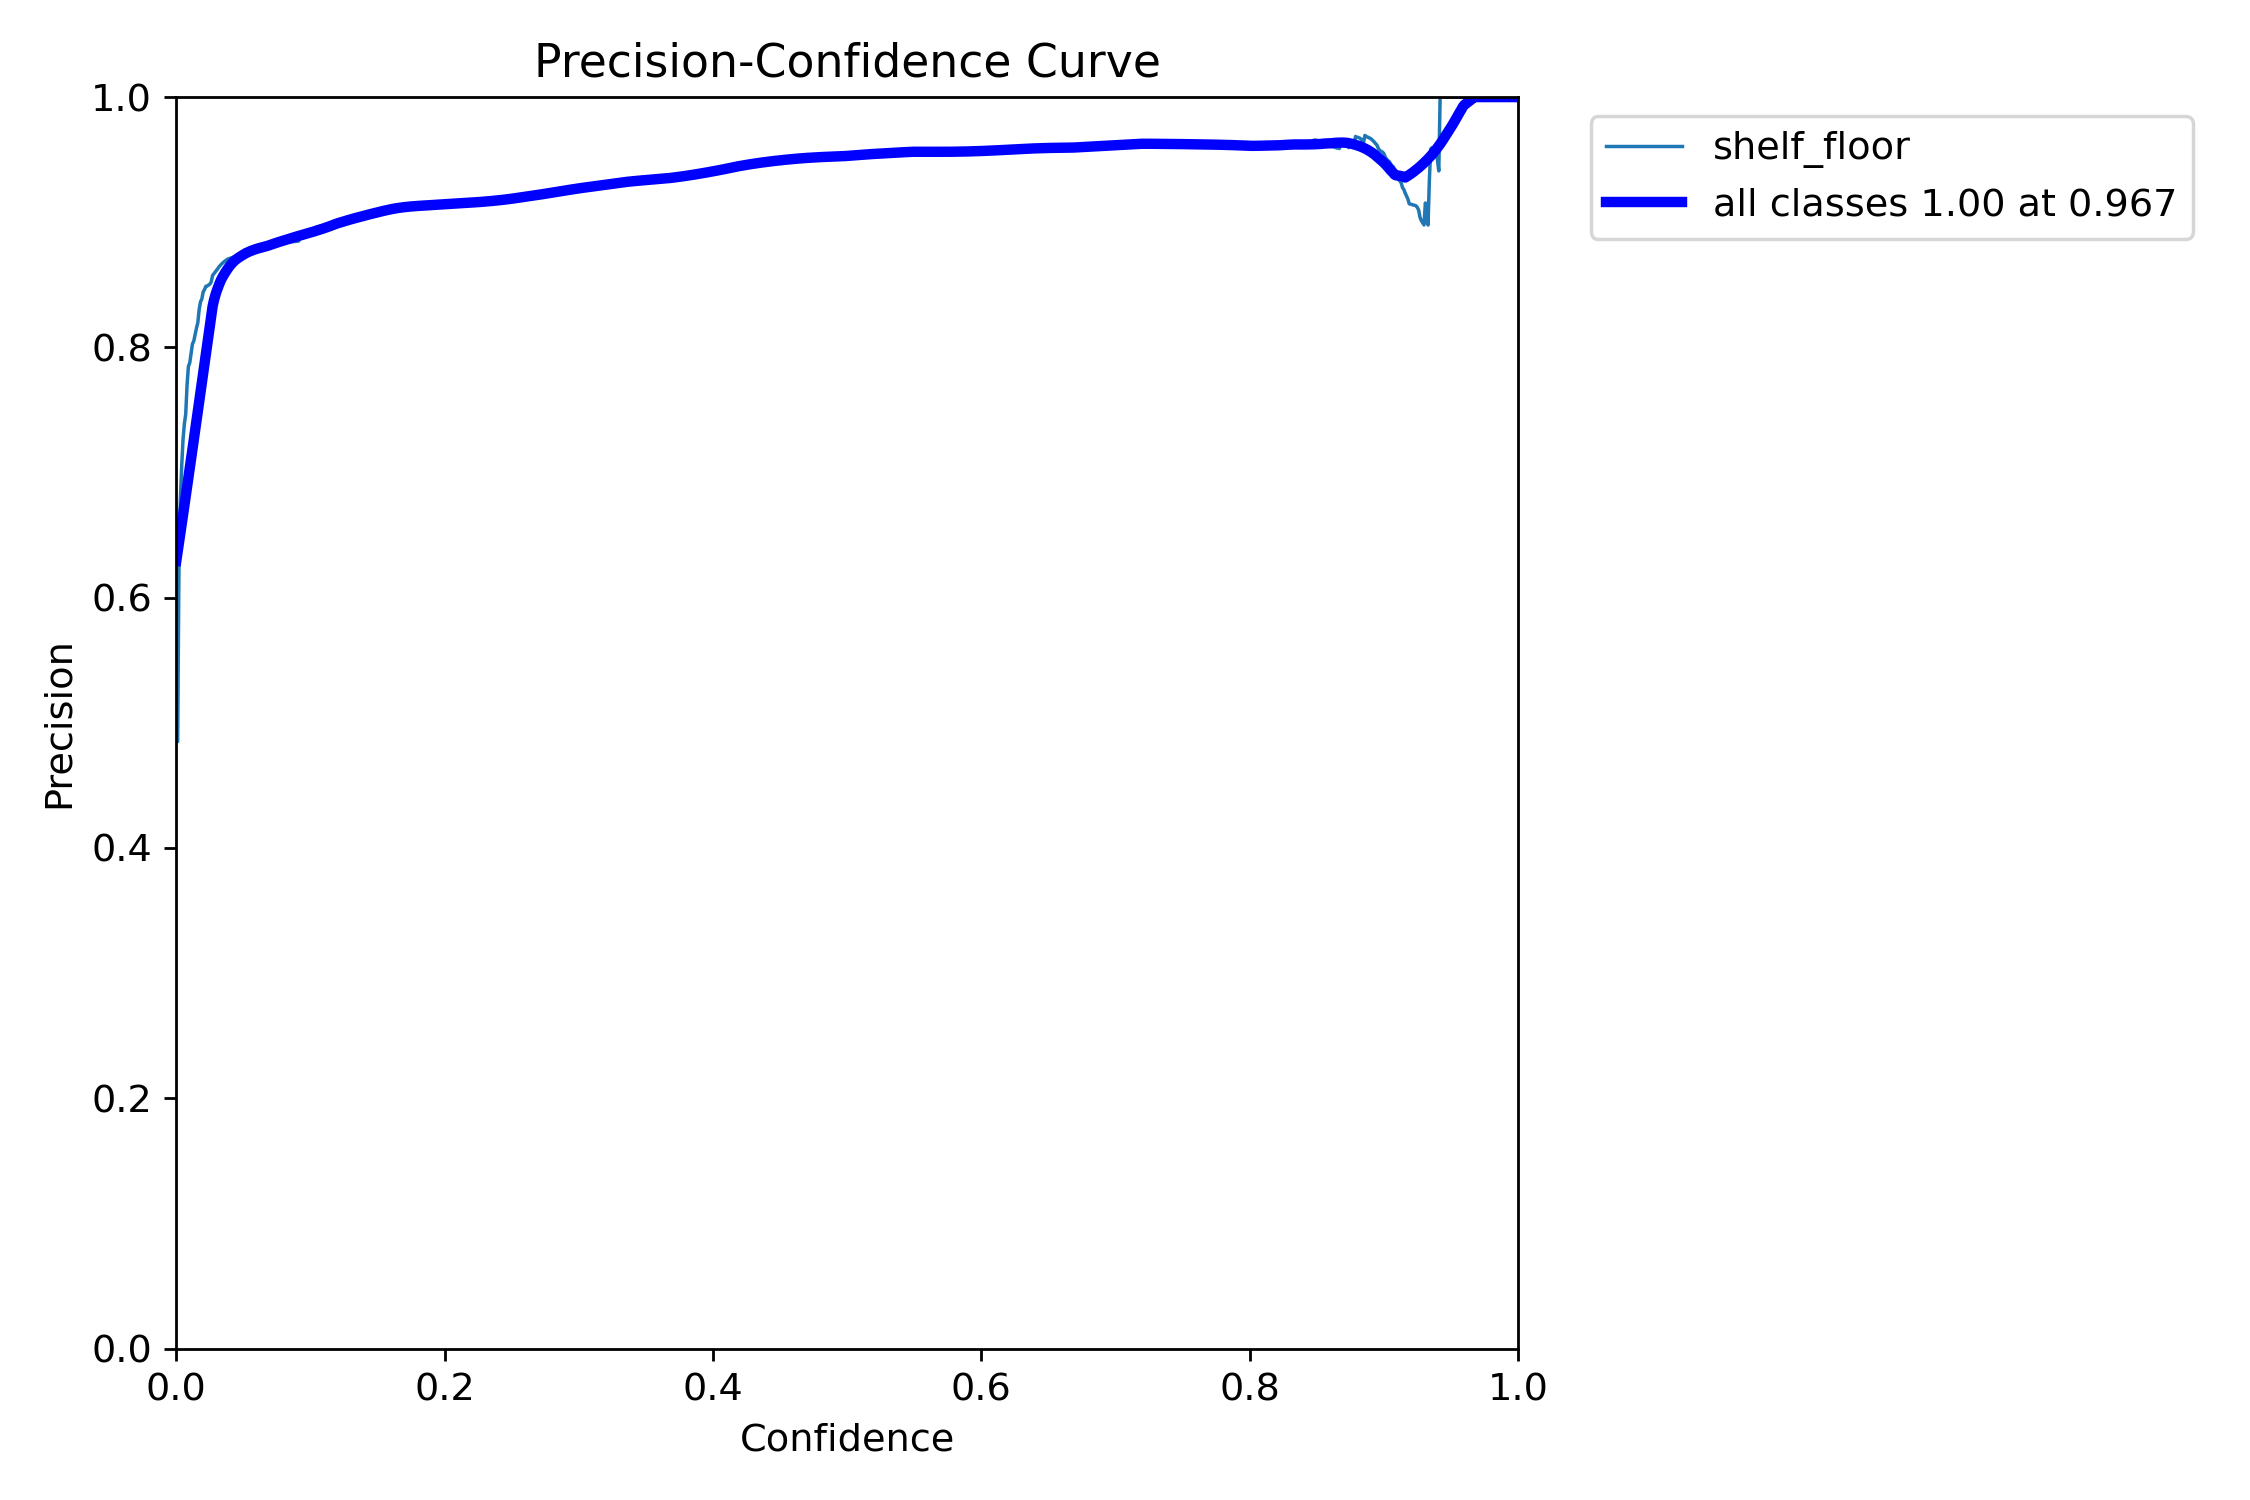 Precision-Confidence Curve
1.0
0.8
0.6
0.4
0.2
0.0
Precision
0.0 0.2 0.4 0.6 0.8 1.0
Confidence
shelf_floor
all classes 1.00 at 0.967